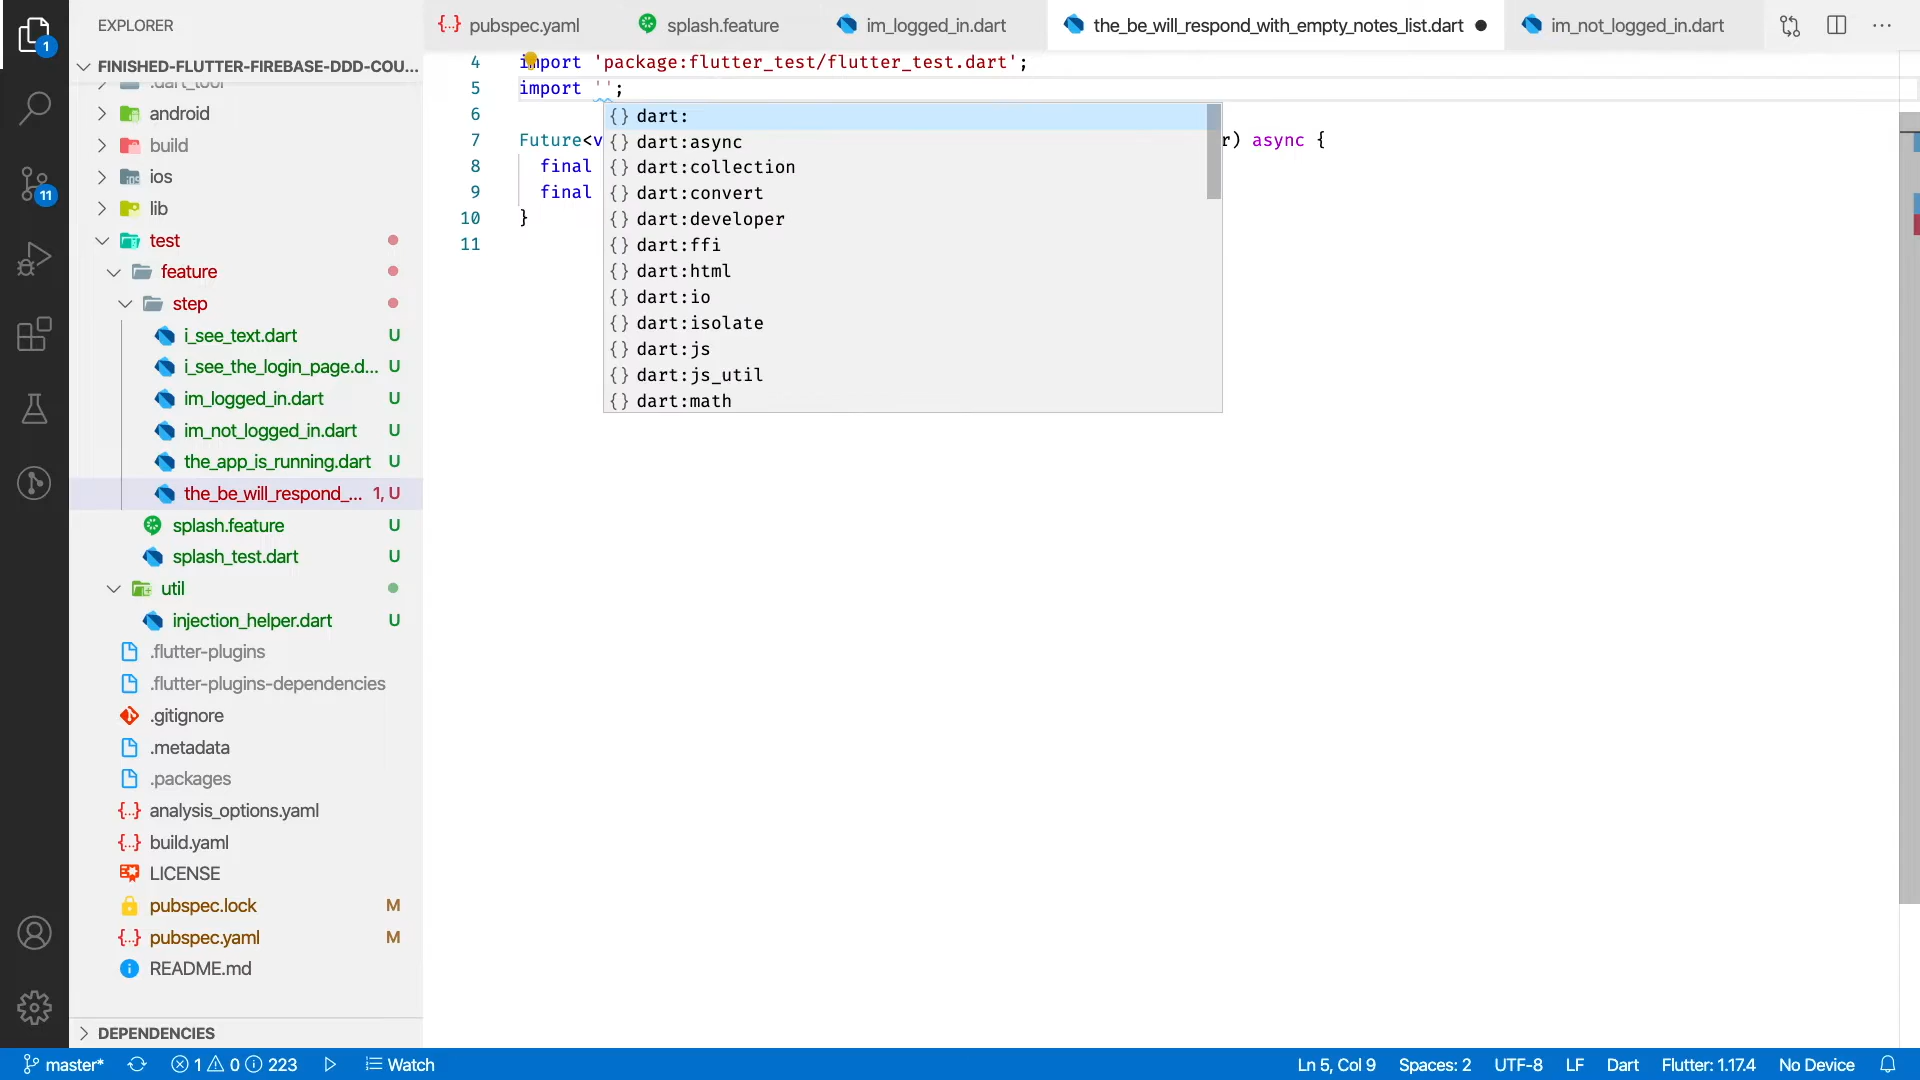 EXPLORER
pubspec.yaml
splash.feature
im_logged_in.dart
the_be_will_respond_with_empty_notes_list.dart
im_not_logged_in.dart
1
FINISHED-FLUTTER-FIREBASE-DDD-COU...
.dart_tool
android
build
ios
lib
test
feature
step
i_see_text.dart U
i_see_the_login_page.d... U
im_logged_in.dart U
im_not_logged_in.dart U
the_app_is_running.dart U
the_be_will_respond_... 1, U
splash.feature U
splash_test.dart U
util
injection_helper.dart U
.flutter-plugins
.flutter-plugins-dependencies
.gitignore
.metadata
.packages
analysis_options.yaml
build.yaml
LICENSE
pubspec.lock M
pubspec.yaml M
README.md
DEPENDENCIES
11
4 import 'package:flutter_test/flutter_test.dart';
5 import '';
6
7 Future<v r) async {
8 final
9 final
10 }
11
{} dart:
{} dart:async
{} dart:collection
{} dart:convert
{} dart:developer
{} dart:ffi
{} dart:html
{} dart:io
{} dart:isolate
{} dart:js
{} dart:js_util
{} dart:math
master* 1 0 223 Watch Ln 5, Col 9 Spaces: 2 UTF-8 LF Dart Flutter: 1.17.4 No Device